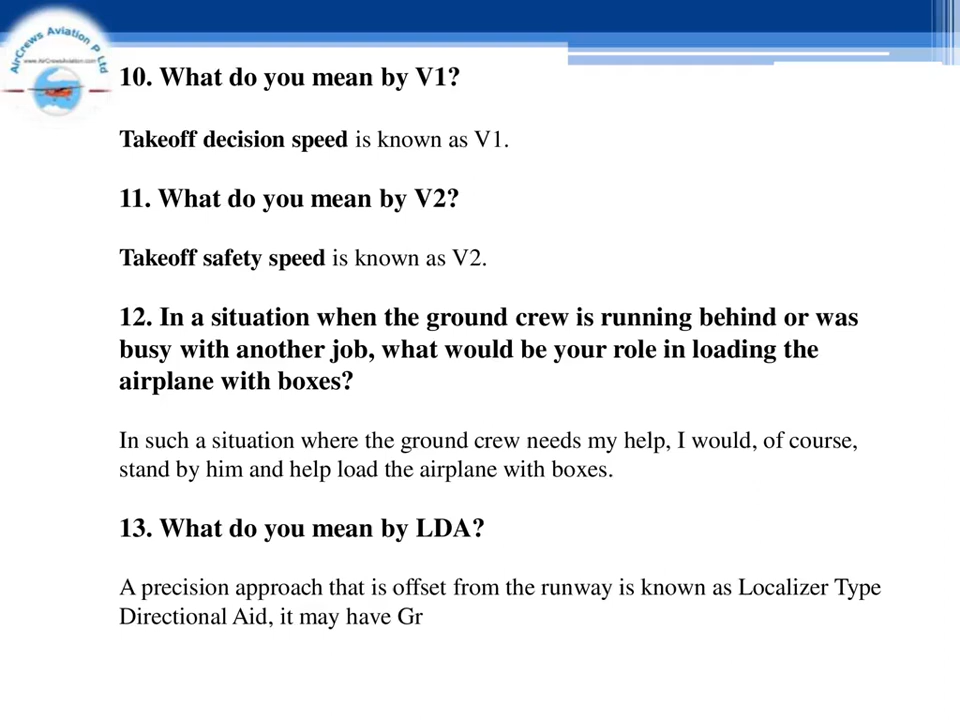 AirCrews Aviation P Ltd
www.AirCrewsAviation.com
10. What do you mean by V1?
Takeoff decision speed is known as V1.
11. What do you mean by V2?
Takeoff safety speed is known as V2.
12. In a situation when the ground crew is running behind or was
busy with another job, what would be your role in loading the
airplane with boxes?
In such a situation where the ground crew needs my help, I would, of course,
stand by him and help load the airplane with boxes.
13. What do you mean by LDA?
A precision approach that is offset from the runway is known as Localizer Type
Directional Aid, it may have Gr